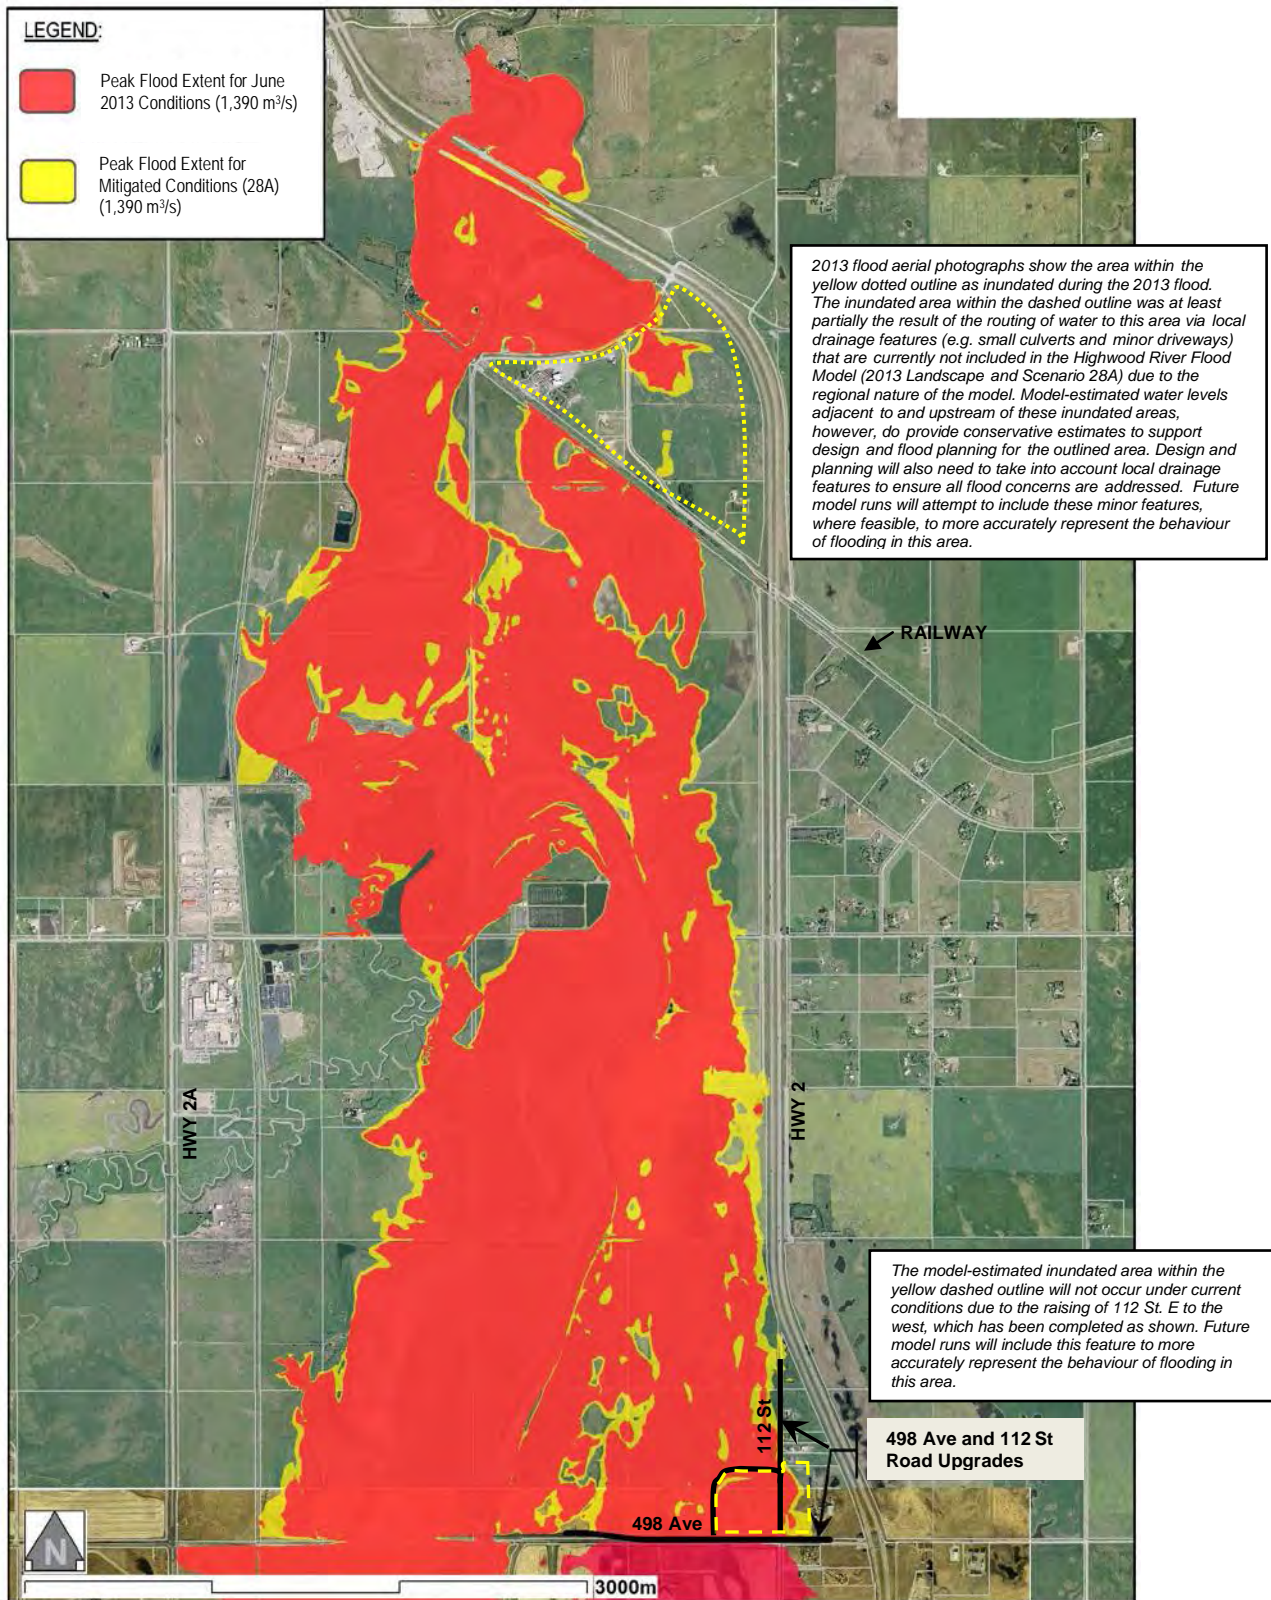 LEGEND:
Peak Flood Extent for June
2013 Conditions (1,390 m³/s)
Peak Flood Extent for
Mitigated Conditions (28A)
(1,390 m³/s)
2013 flood aerial photographs show the area within the
yellow dotted outline as inundated during the 2013 flood.
The inundated area within the dashed outline was at least
partially the result of the routing of water to this area via local
drainage features (e.g. small culverts and minor driveways)
that are currently not included in the Highwood River Flood
Model (2013 Landscape and Scenario 28A) due to the
regional nature of the model. Model-estimated water levels
adjacent to and upstream of these inundated areas,
however, do provide conservative estimates to support
design and flood planning for the outlined area. Design and
planning will also need to take into account local drainage
features to ensure all flood concerns are addressed. Future
model runs will attempt to include these minor features,
where feasible, to more accurately represent the behaviour
of flooding in this area.
RAILWAY
HWY 2A
HWY 2
The model-estimated inundated area within the
yellow dashed outline will not occur under current
conditions due to the raising of 112 St. E to the
west, which has been completed as shown. Future
model runs will include this feature to more
accurately represent the behaviour of flooding in
this area.
112 St
498 Ave and 112 St
Road Upgrades
498 Ave
N
3000m